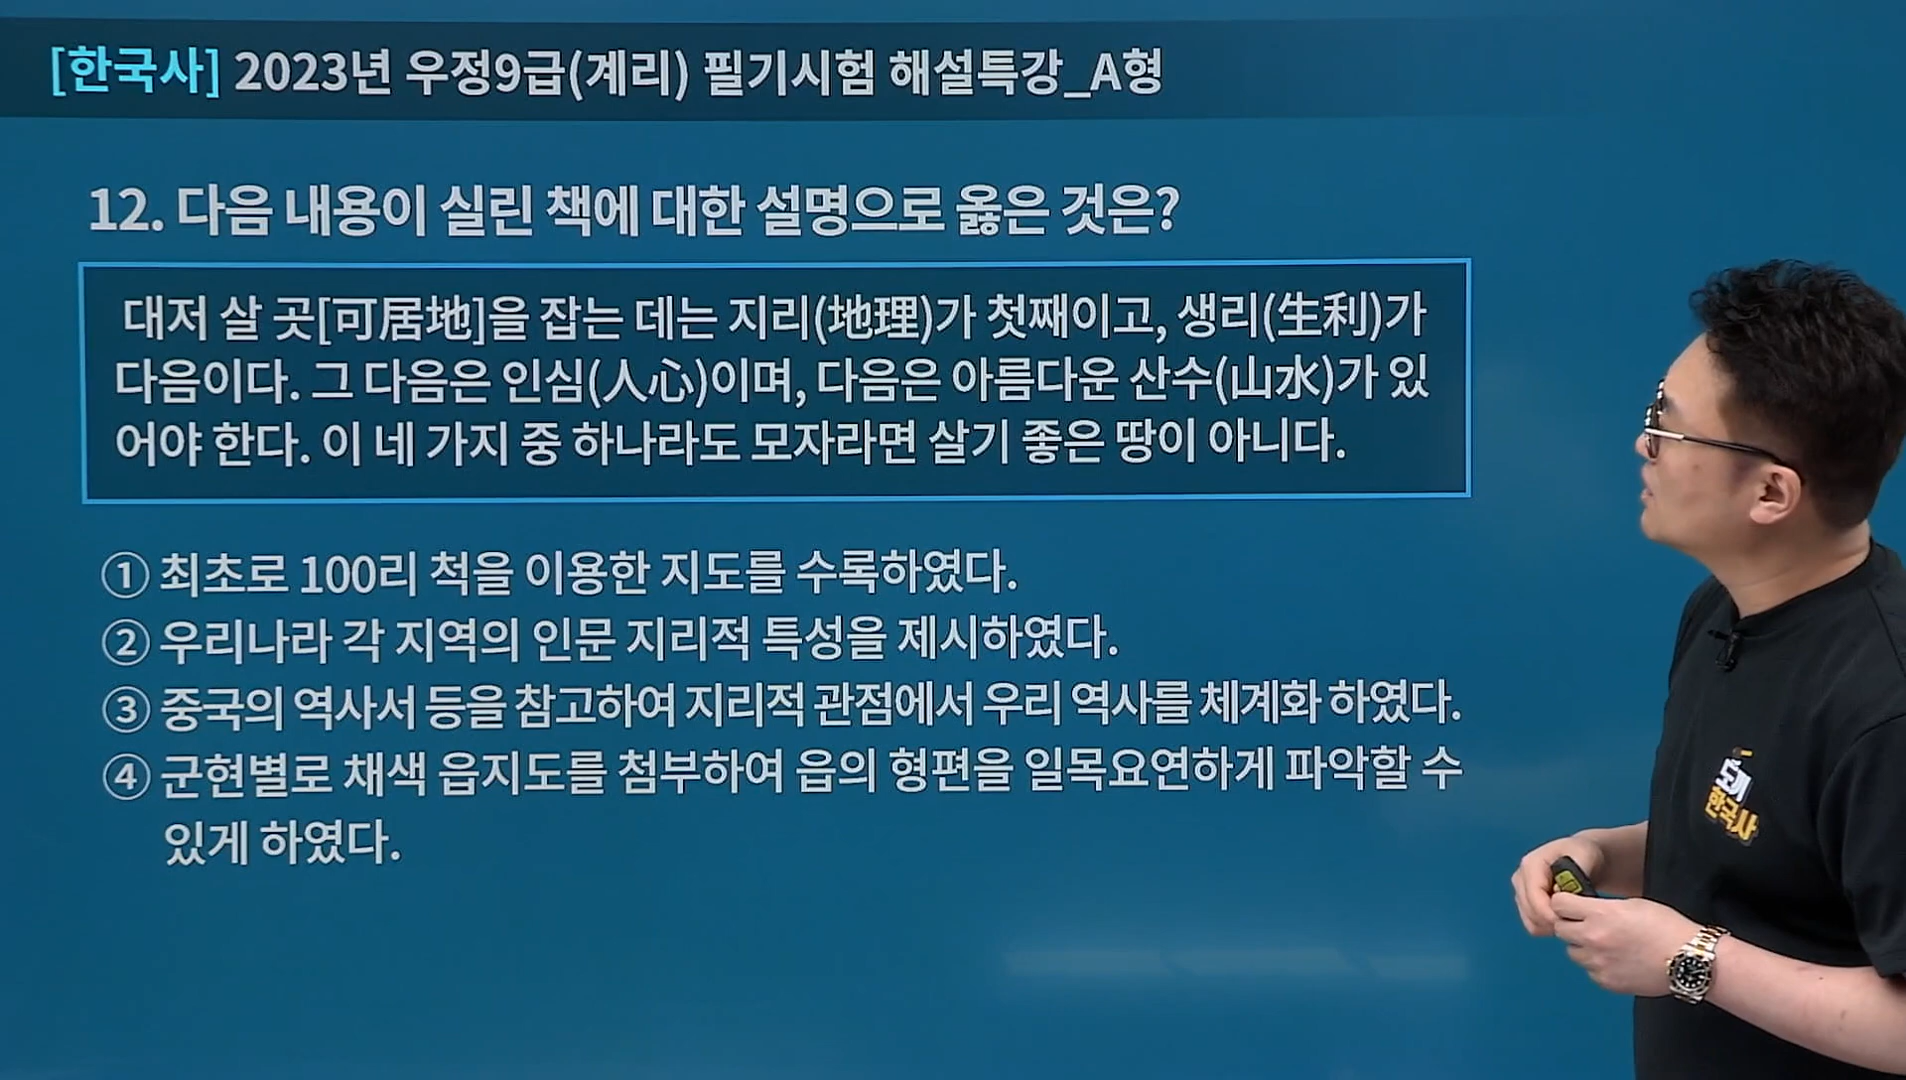 [한국사] 2023년 우정9급(계리) 필기시험 해설특강_A형
12. 다음 내용이 실린 책에 대한 설명으로 옳은 것은?
대저 살 곳[可居地]을 잡는 데는 지리(地理)가 첫째이고, 생리(生利)가
다음이다. 그 다음은 인심(人心)이며, 다음은 아름다운 산수(山水)가 있
어야 한다. 이 네 가지 중 하나라도 모자라면 살기 좋은 땅이 아니다.
① 최초로 100리 척을 이용한 지도를 수록하였다.
② 우리나라 각 지역의 인문 지리적 특성을 제시하였다.
③ 중국의 역사서 등을 참고하여 지리적 관점에서 우리 역사를 체계화 하였다.
④ 군현별로 채색 읍지도를 첨부하여 읍의 형편을 일목요연하게 파악할 수
있게 하였다.
한국사